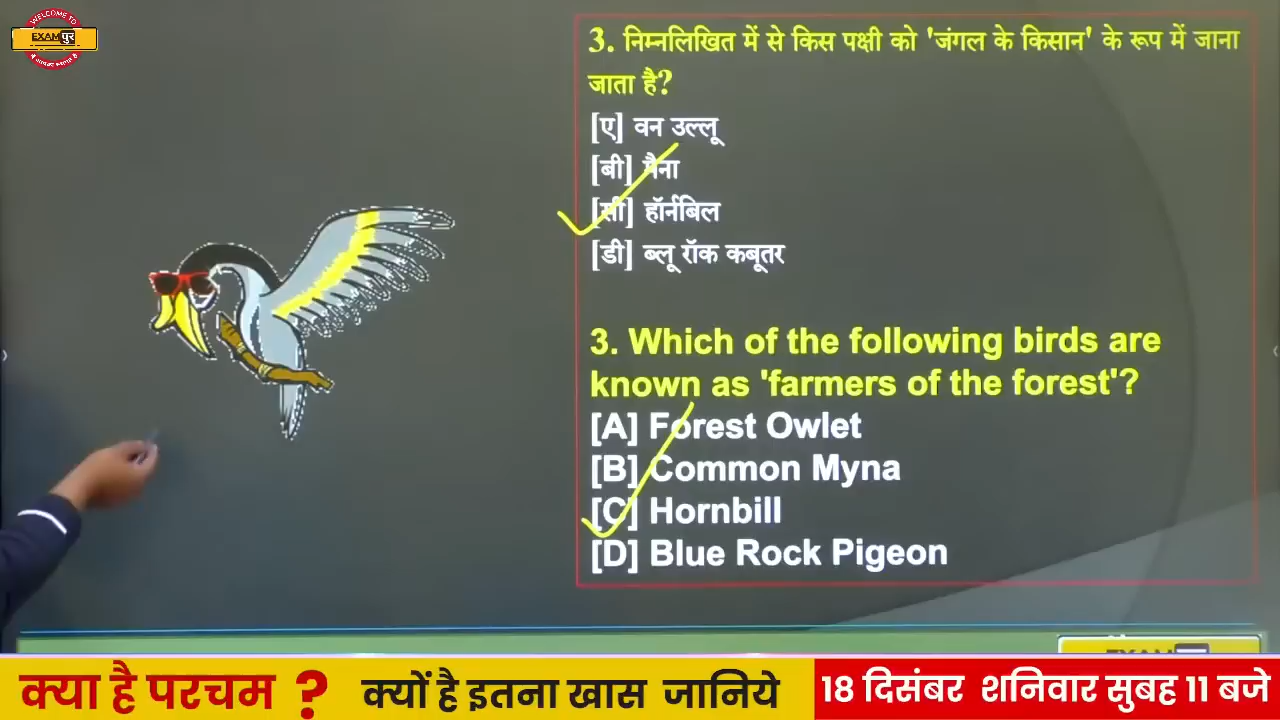 WELCOME TO
EXAMपुर
3. निम्नलिखित में से किस पक्षी को 'जंगल के किसान' के रूप में जाना
जाता है?
[ए] वन उल्लू
[बी] मैना
[सी] हॉर्नबिल
[डी] ब्लू रॉक कबूतर
3. Which of the following birds are
known as 'farmers of the forest'?
[A] Forest Owlet
[B] Common Myna
[C] Hornbill
[D] Blue Rock Pigeon
क्या है परचम ? क्यों है इतना खास जानिये 18 दिसंबर शनिवार सुबह 11 बजे